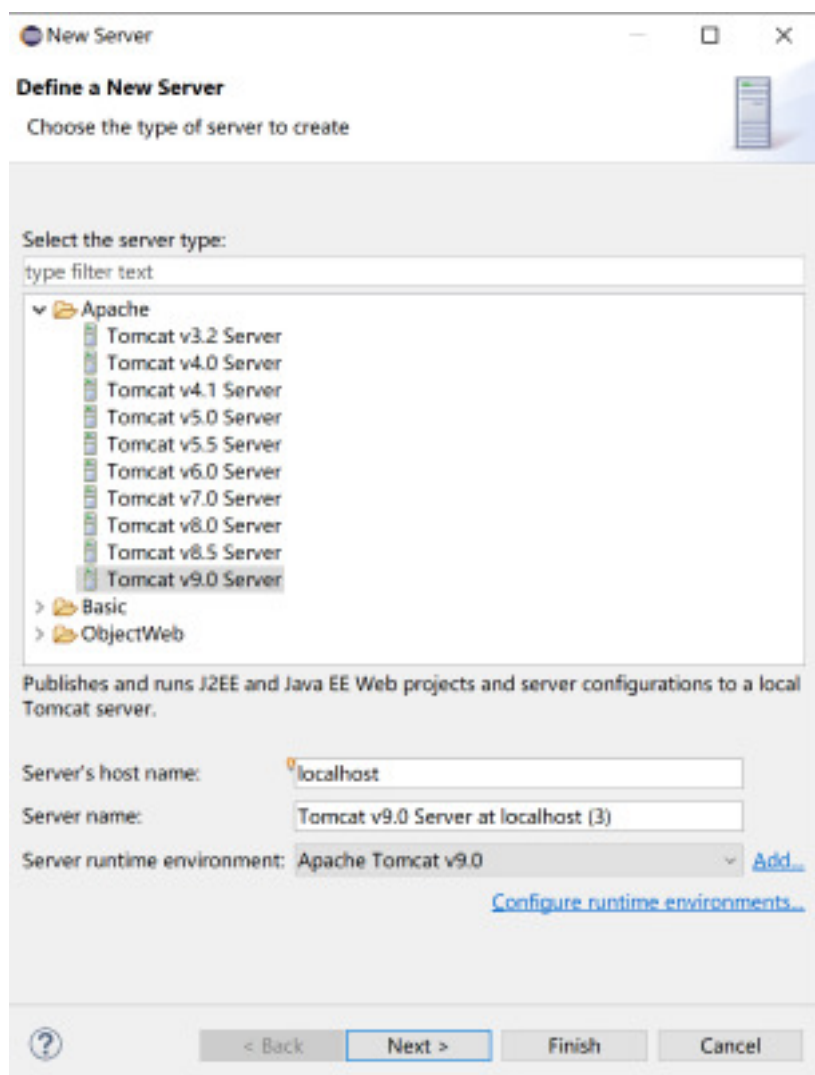 New Server
Define a New Server
Choose the type of server to create
Select the server type:
type filter text
Apache
Tomcat v3.2 Server
Tomcat v4.0 Server
Tomcat v4.1 Server
Tomcat v5.0 Server
Tomcat v5.5 Server
Tomcat v6.0 Server
Tomcat v7.0 Server
Tomcat v8.0 Server
Tomcat v8.5 Server
Tomcat v9.0 Server
Basic
ObjectWeb
Publishes and runs J2EE and Java EE Web projects and server configurations to a local
Tomcat server.
Server's host name: localhost
Server name: Tomcat v9.0 Server at localhost (3)
Server runtime environment: Apache Tomcat v9.0 Add...
Configure runtime environments...
? < Back Next > Finish Cancel